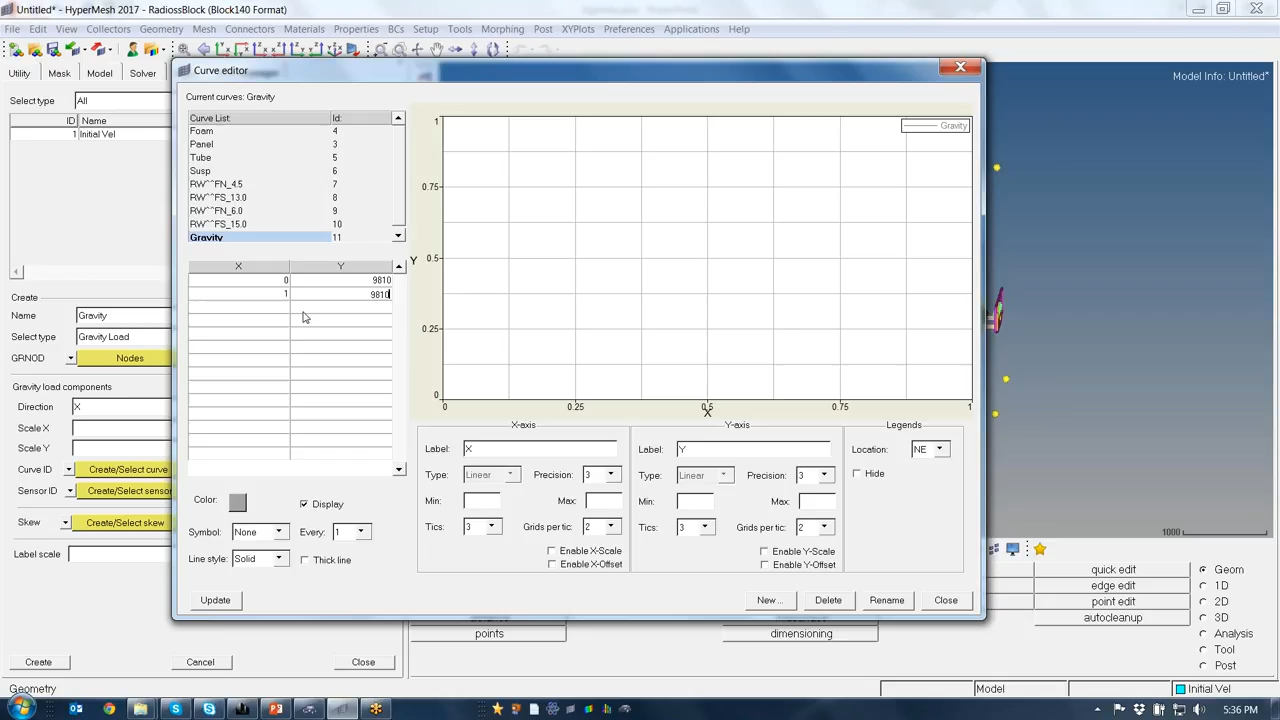 Untitled* - HyperMesh 2017 - RadiossBlock (Block140 Format)
File Edit View Collectors Geometry Mesh Connectors Materials Properties BCs Setup Tools Morphing Post XYPlots Preferences Applications Help
Utility Mask Model Solver
Model Info: Untitled*
Select type All
ID Name
1 Initial Vel
Create
Name Gravity
Select type Gravity Load
GRNOD Nodes
Gravity load components
Direction X
Scale X
Scale Y
Curve ID Create/Select curve
Sensor ID Create/Select sensor
Skew Create/Select skew
Label scale
Create Cancel Close
Curve editor
Current curves: Gravity
Curve List: Id:
Foam 4
Panel 3
Tube 5
Susp 6
RW^^FN_4.5 7
RW^^FS_13.0 8
RW^^FN_6.0 9
RW^^FS_15.0 10
Gravity 11
X Y
0 9810
1 9810
Color: Display
Symbol: None Every: 1
Line style: Solid Thick line
Update
Gravity
1
0.75
Y
0.5
0.25
0
0 0.25 0.5 0.75 1
X
X-axis
Label: X
Type: Linear Precision: 3
Min: Max:
Tics: 3 Grids per tic: 2
Enable X-Scale
Enable X-Offset
Y-axis
Label: Y
Type: Linear Precision: 3
Min: Max:
Tics: 3 Grids per tic: 2
Enable Y-Scale
Enable Y-Offset
Legends
Location: NE
Hide
New... Delete Rename Close
1000
quick edit Geom
edge edit 1D
point edit 2D
autocleanup 3D
points dimensioning Analysis
Tool
Post
Geometry Model Initial Vel
5:36 PM